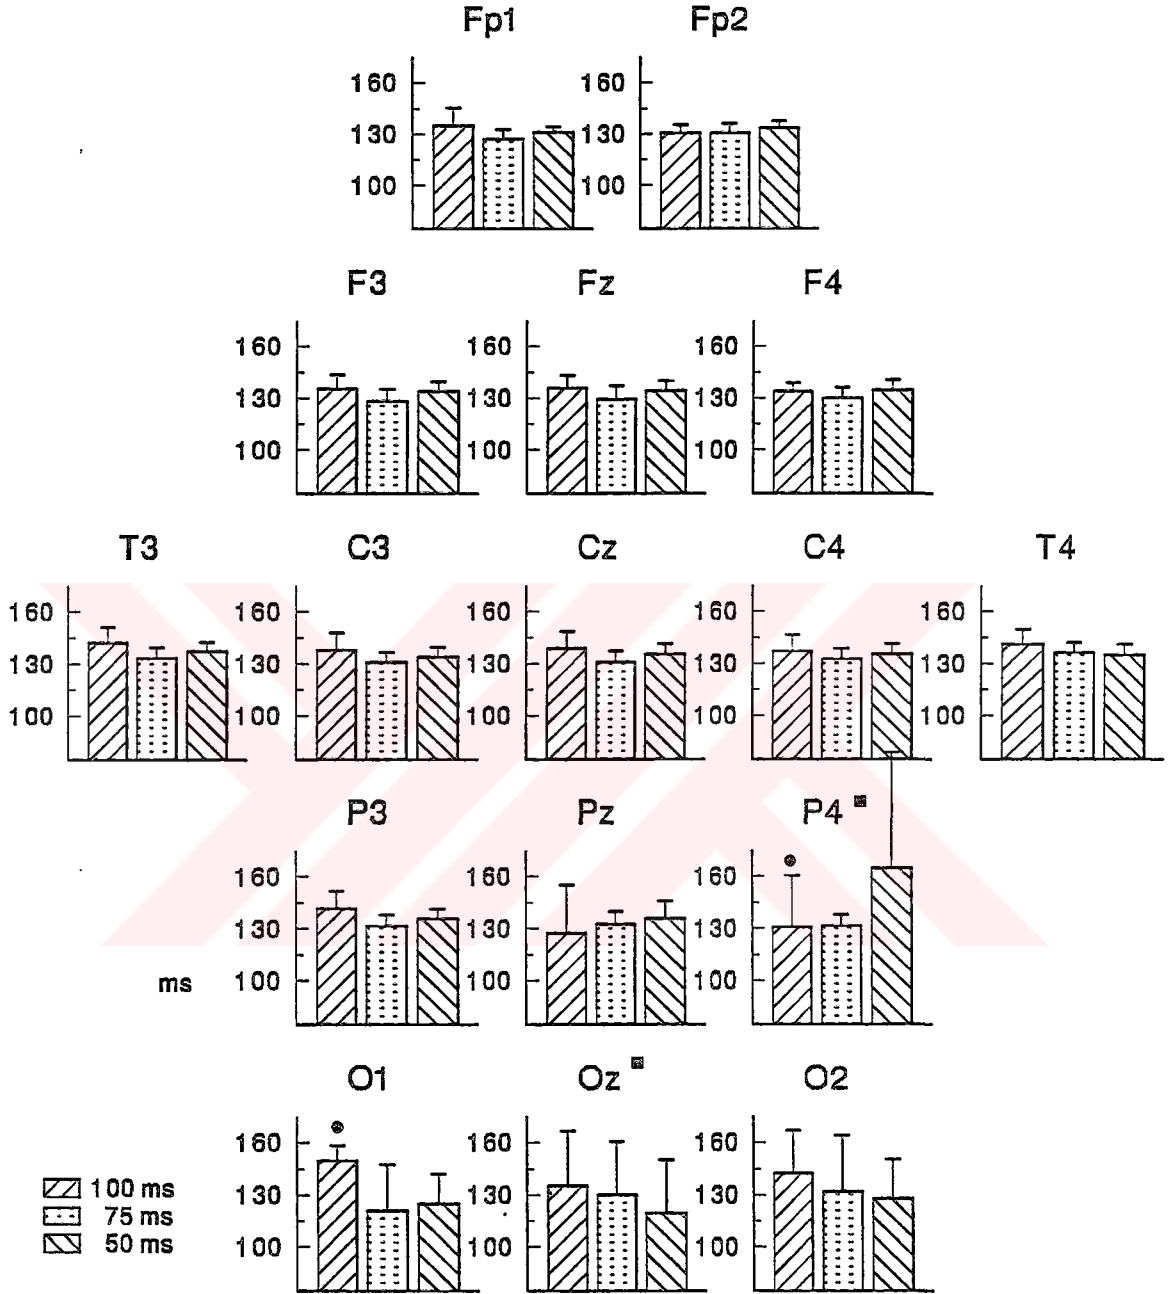 Fp1 Fp2
160 160
130 130
100 100
F3 Fz F4
160 160 160
130 130 130
100 100 100
T3 C3 Cz C4 T4
160 160 160 160 160
130 130 130 130 130
100 100 100 100 100
P3 Pz P4
160 160 160
130 130 130
ms 100 100 100
O1 Oz O2
160 160 160
100 ms 130 130 130
75 ms
50 ms 100 100 100